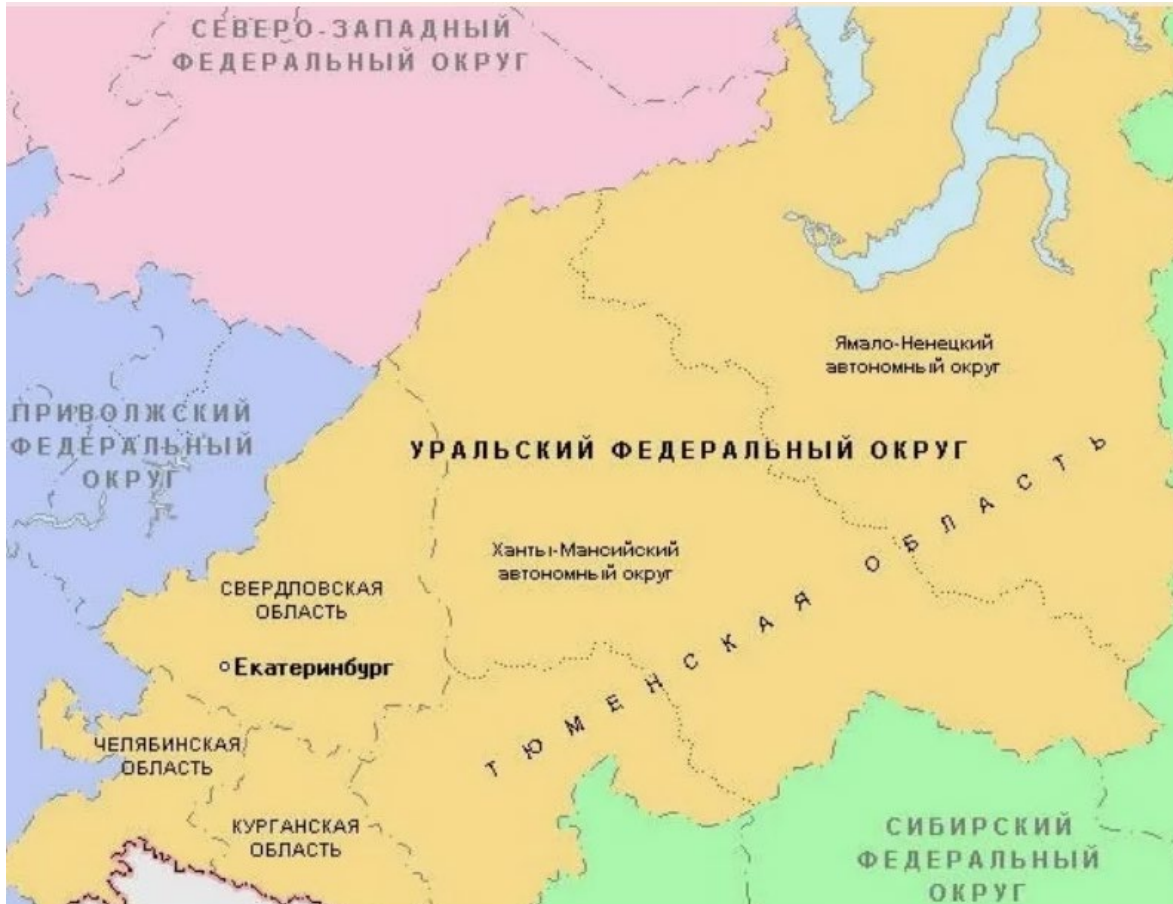 СЕВЕРО-ЗАПАДНЫЙ
ФЕДЕРАЛЬНЫЙ ОКРУГ
Ямало-Ненецкий
автономный округ
ПРИВОЛЖСКИЙ
ФЕДЕРАЛЬНЫЙ
ОКРУГ
УРАЛЬСКИЙ ФЕДЕРАЛЬНЫЙ ОКРУГ
Ханты-Мансийский
автономный округ
ТЮМЕНСКАЯ ОБЛАСТЬ
СВЕРДЛОВСКАЯ
ОБЛАСТЬ
Екатеринбург
ЧЕЛЯБИНСКАЯ
ОБЛАСТЬ
КУРГАНСКАЯ
ОБЛАСТЬ
СИБИРСКИЙ
ФЕДЕРАЛЬНЫЙ
ОКРУГ